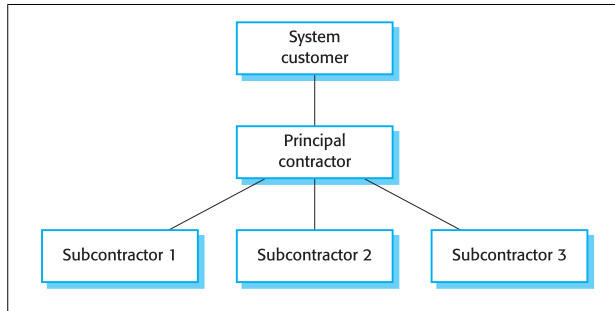 System
customer
Principal
contractor
Subcontractor 1
Subcontractor 2
Subcontractor 3